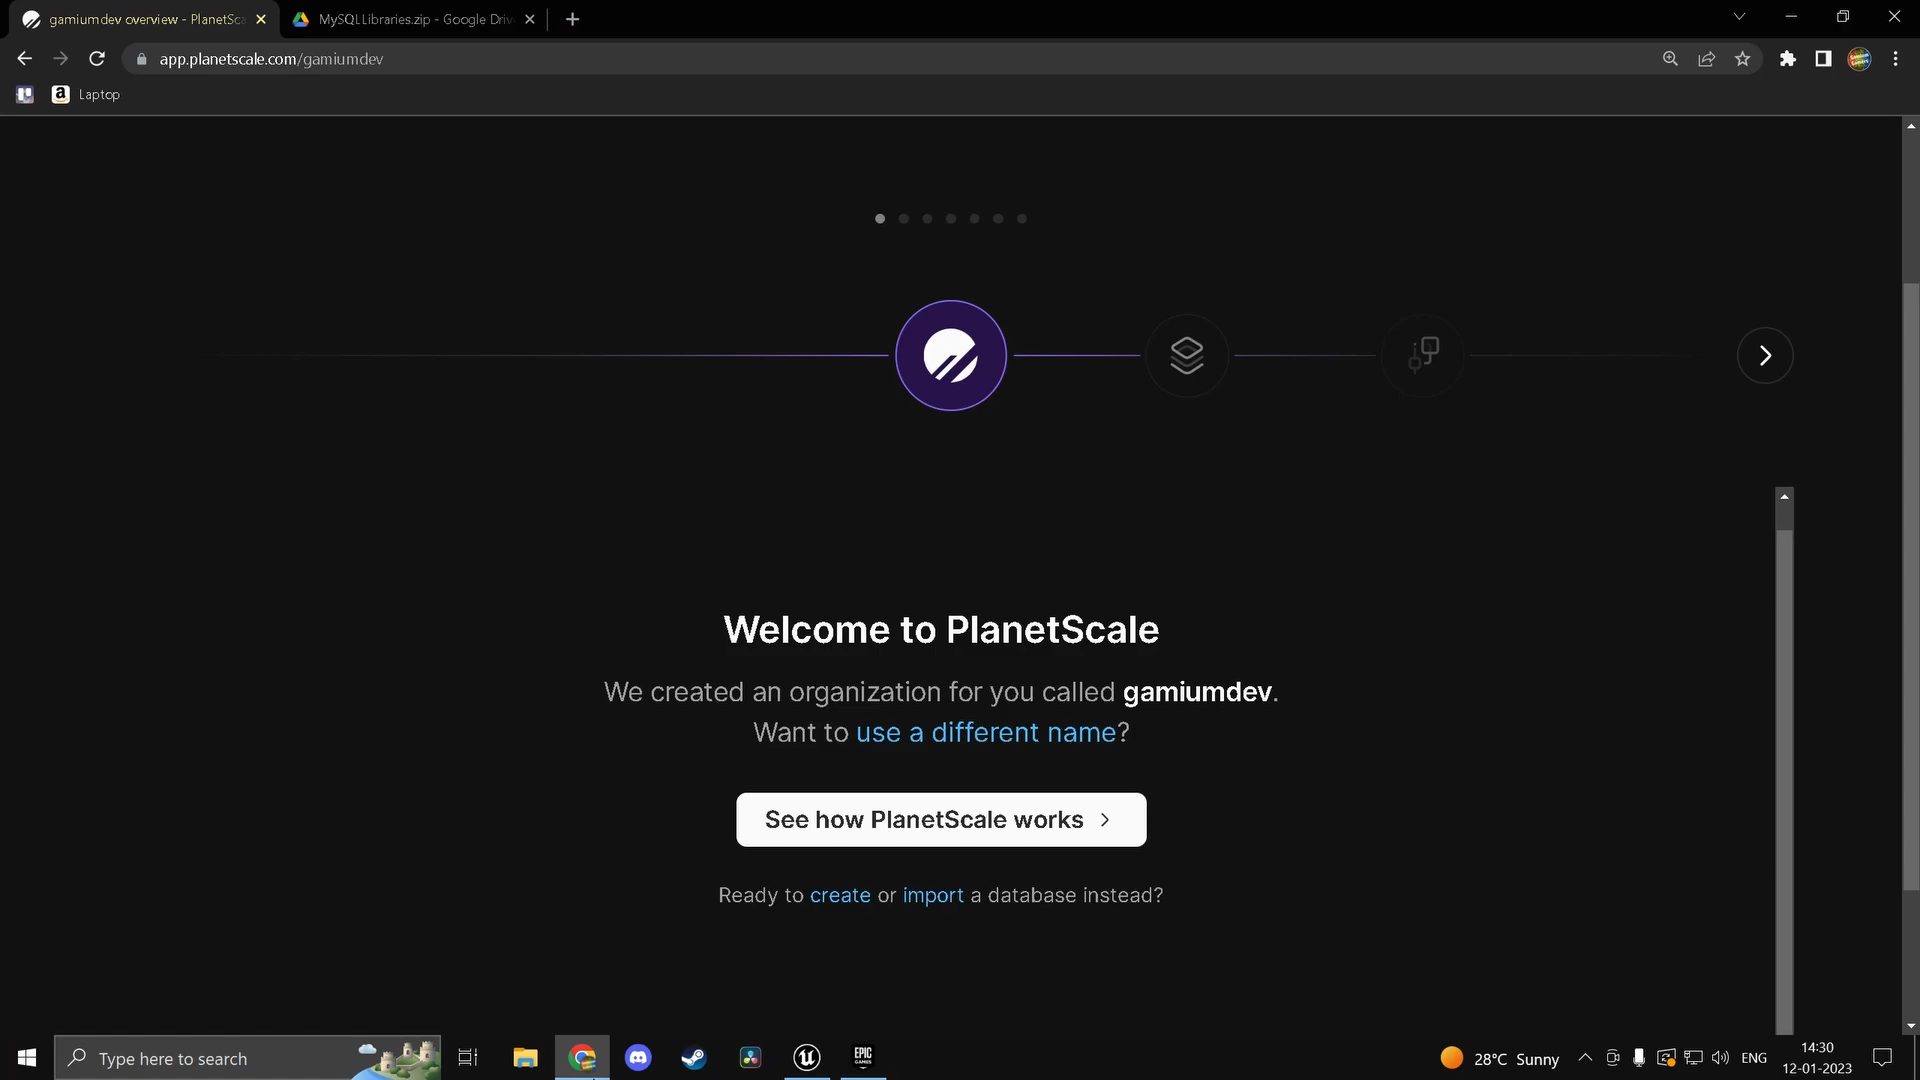 gamiumdev overview - PlanetSca
MySQLLibraries.zip - Google Driv
app.planetscale.com/gamiumdev
a Laptop
Welcome to PlanetScale
We created an organization for you called gamiumdev.
Want to use a different name?
See how PlanetScale works
Ready to create or import a database instead?
Type here to search
EPIC
GAMES
28°C Sunny
ENG
14:30
12-01-2023